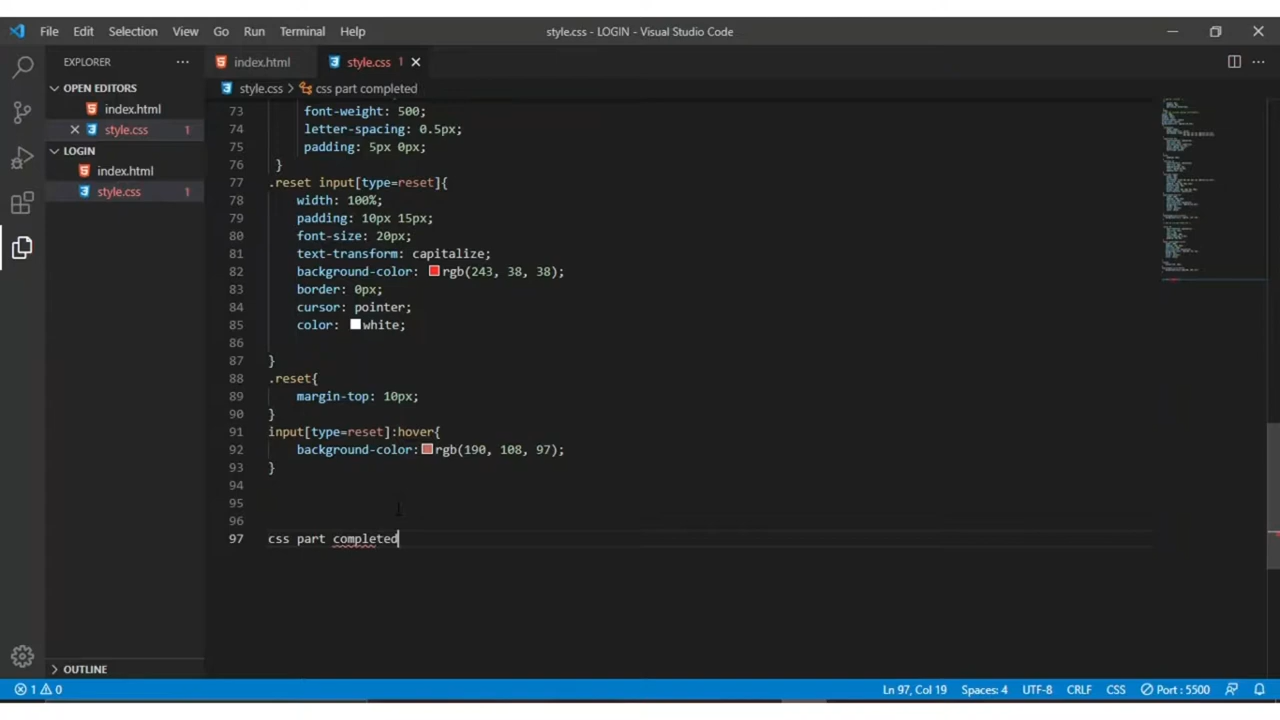 File Edit Selection View Go Run Terminal Help
style.css - LOGIN - Visual Studio Code
EXPLORER
OPEN EDITORS
index.html
style.css 1
LOGIN
index.html
style.css 1
OUTLINE
index.html
style.css 1
style.css > css part completed
73 font-weight: 500;
74 letter-spacing: 0.5px;
75 padding: 5px 0px;
76 }
77 .reset input[type=reset]{
78 width: 100%;
79 padding: 10px 15px;
80 font-size: 20px;
81 text-transform: capitalize;
82 background-color: rgb(243, 38, 38);
83 border: 0px;
84 cursor: pointer;
85 color: white;
86
87 }
88 .reset{
89 margin-top: 10px;
90 }
91 input[type=reset]:hover{
92 background-color: rgb(190, 108, 97);
93 }
94
95
96
97 css part completed
1 0
Ln 97, Col 19 Spaces: 4 UTF-8 CRLF CSS Port : 5500